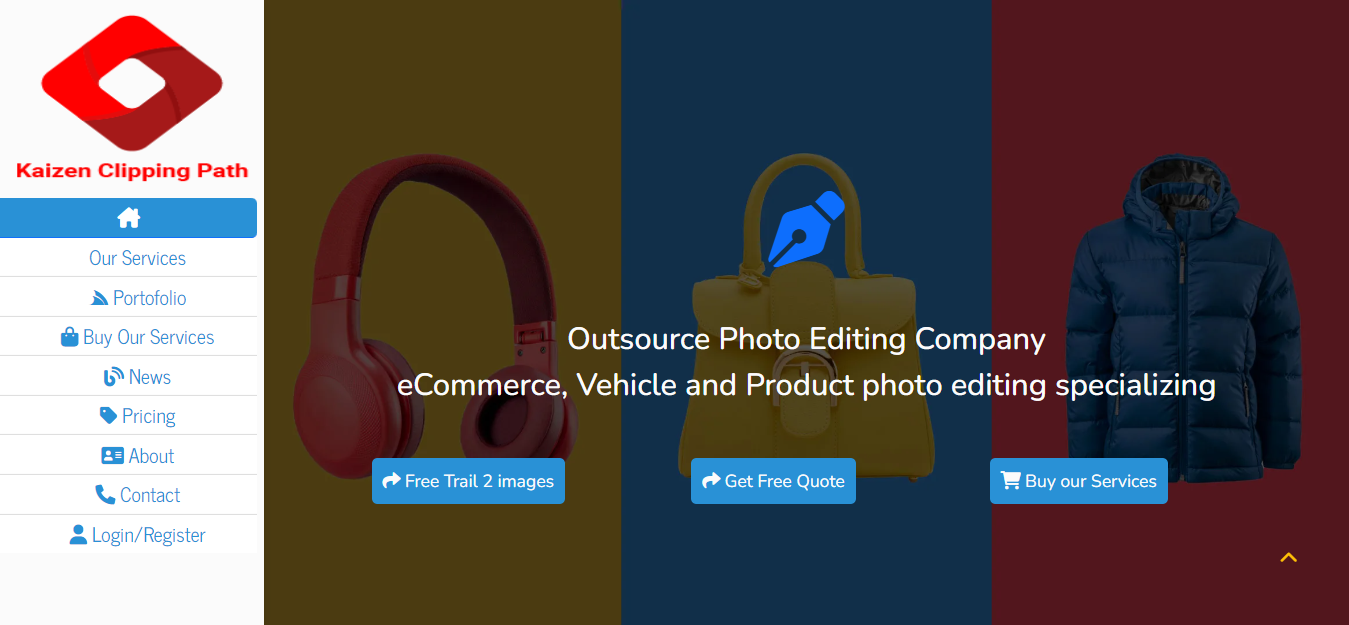 Kaizen Clipping Path
Our Services
Portofolio
Buy Our Services
News
Pricing
About
Contact
Login/Register
Outsource Photo Editing Company
eCommerce, Vehicle and Product photo editing specializing
Free Trail 2 images
Get Free Quote
Buy our Services